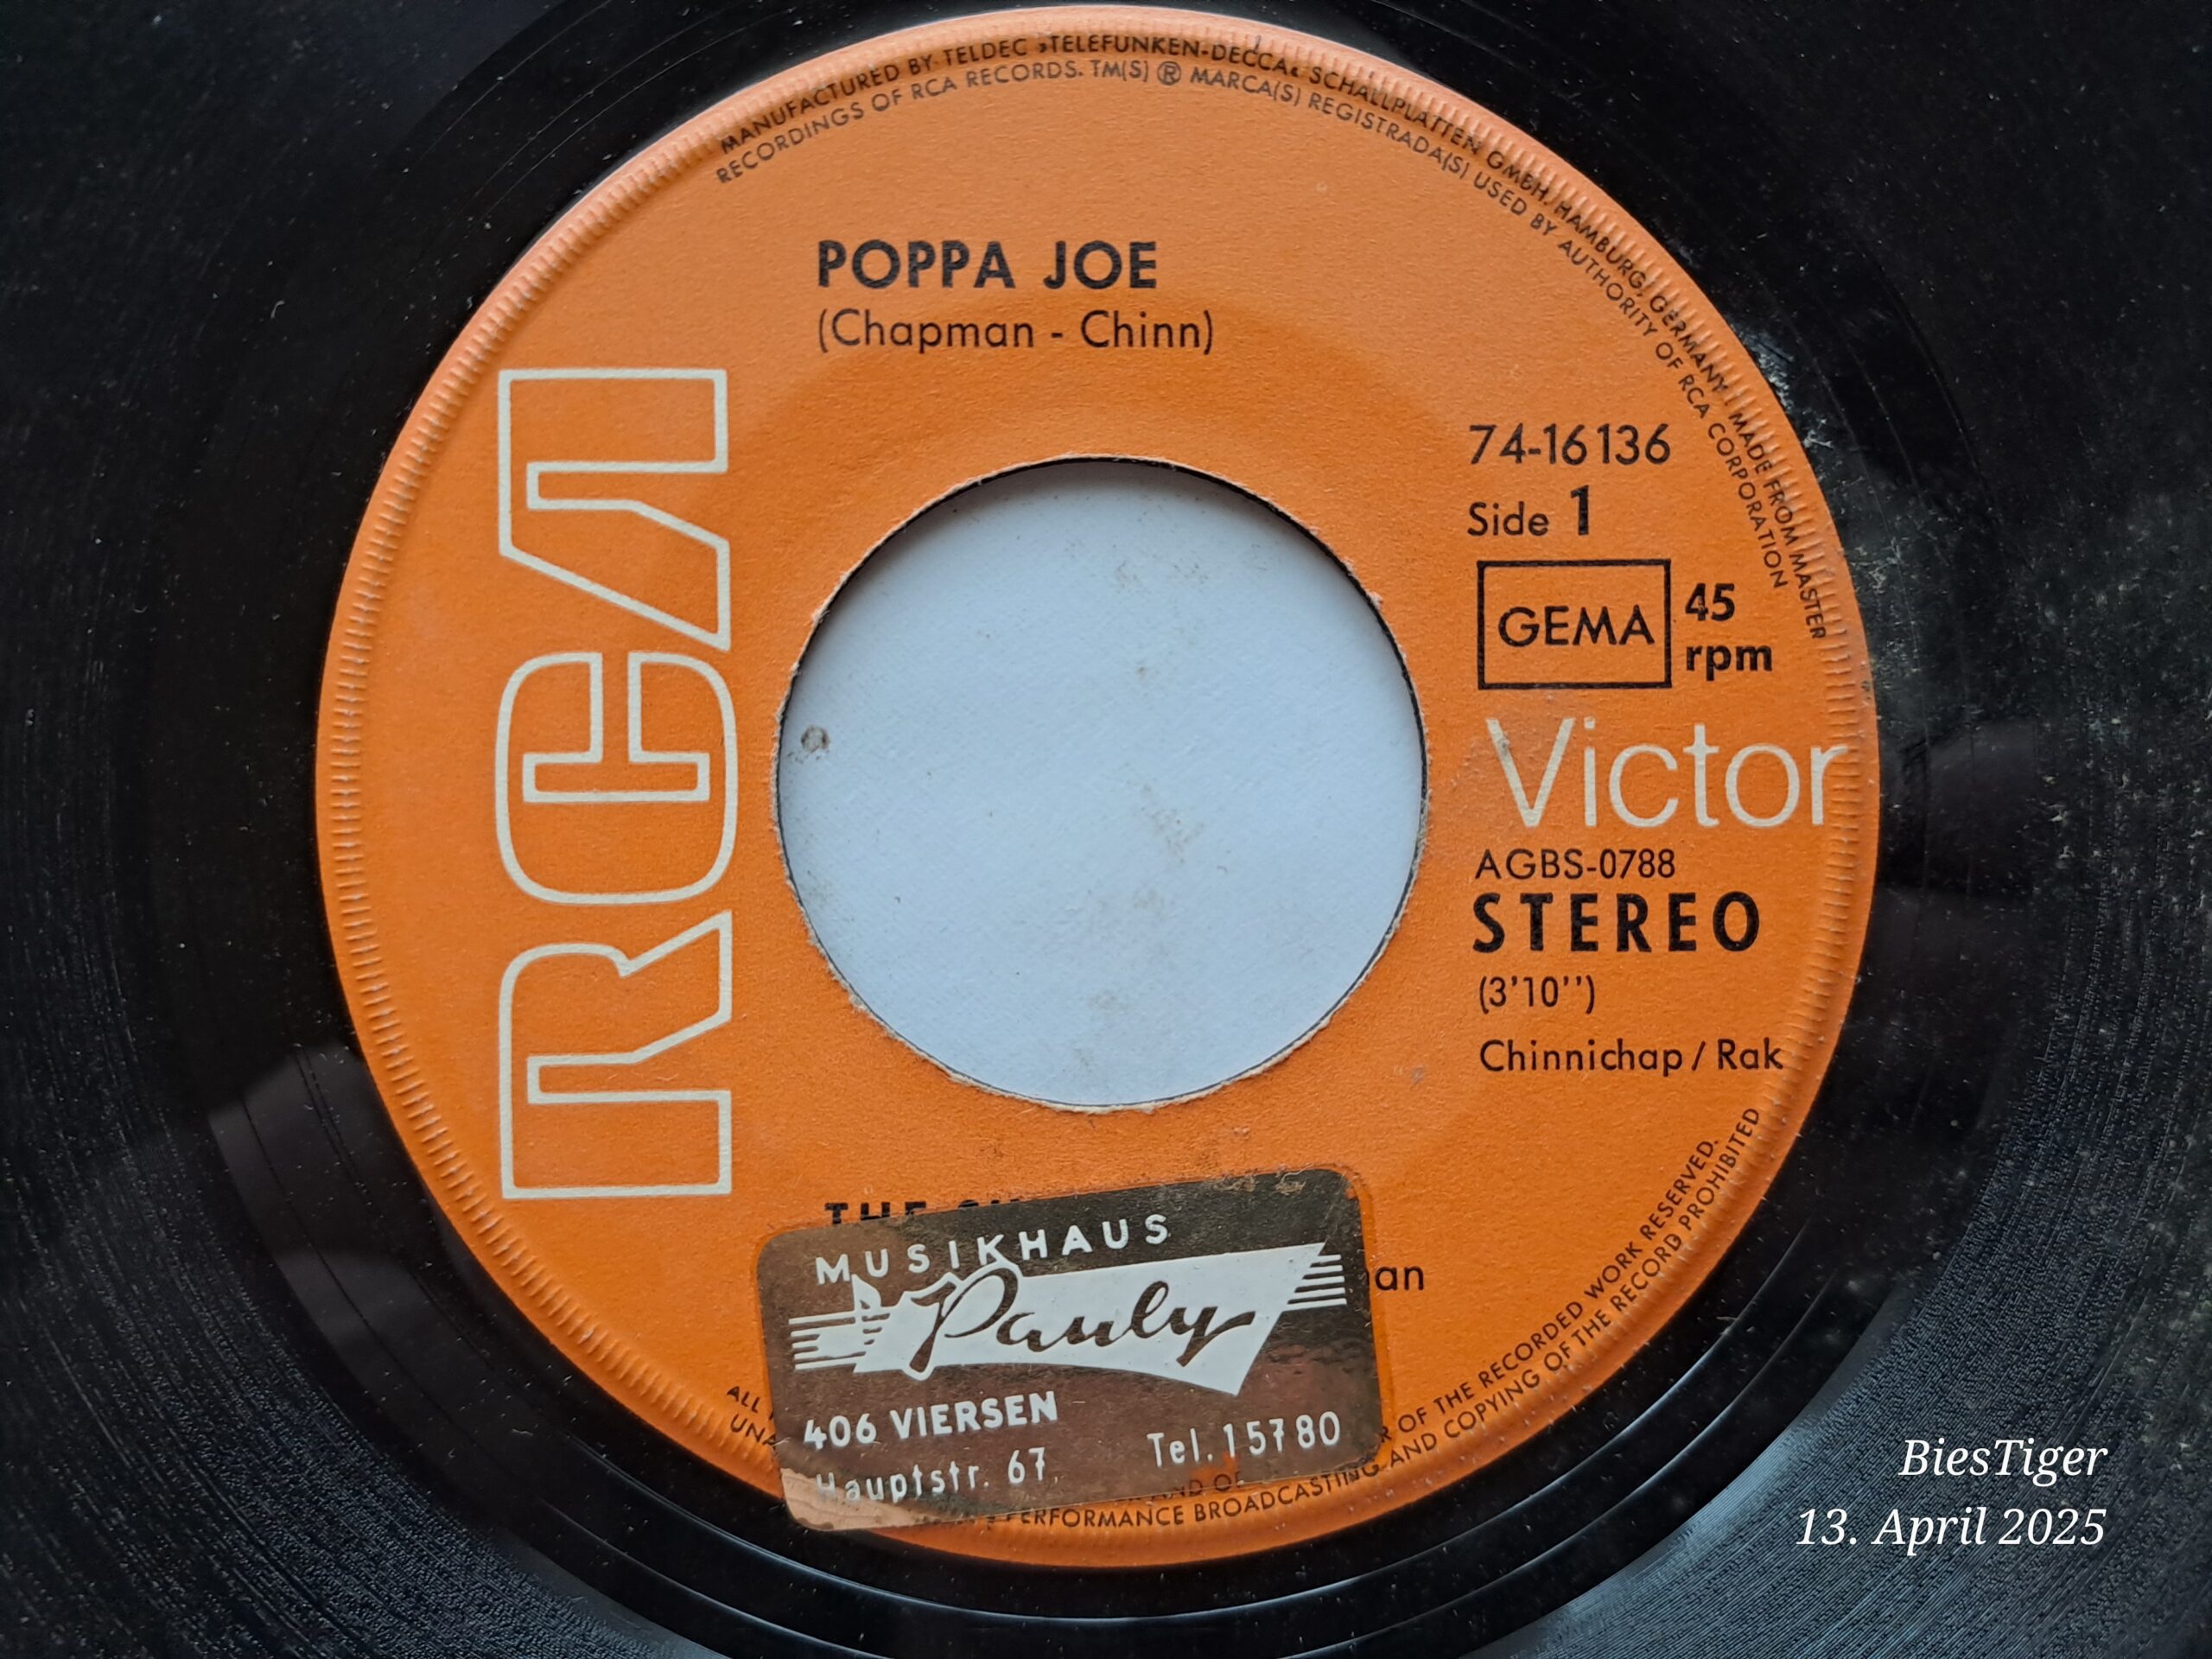 MANUFACTURED BY TELDEC »TELEFUNKEN-DECCA« SCHALLPLATTEN GMBH, HAMBURG, GERMANY · MADE FROM MASTER
RECORDINGS OF RCA RECORDS. TM(S) ® MARCA(S) REGISTRADA(S) USED BY AUTHORITY OF RCA CORPORATION
POPPA JOE
(Chapman - Chinn)
RCA
74-16136
Side 1
GEMA
45
rpm
Victor
AGBS-0788
STEREO
(3'10'')
Chinnichap / Rak
THE
MUSIKHAUS
Pauly
406 VIERSEN
Hauptstr. 67
Tel. 15780
ALL
OF THE RECORDED WORK RESERVED.
PERFORMANCE BROADCASTING AND COPYING OF THE RECORD PROHIBITED
BiesTiger
13. April 2025